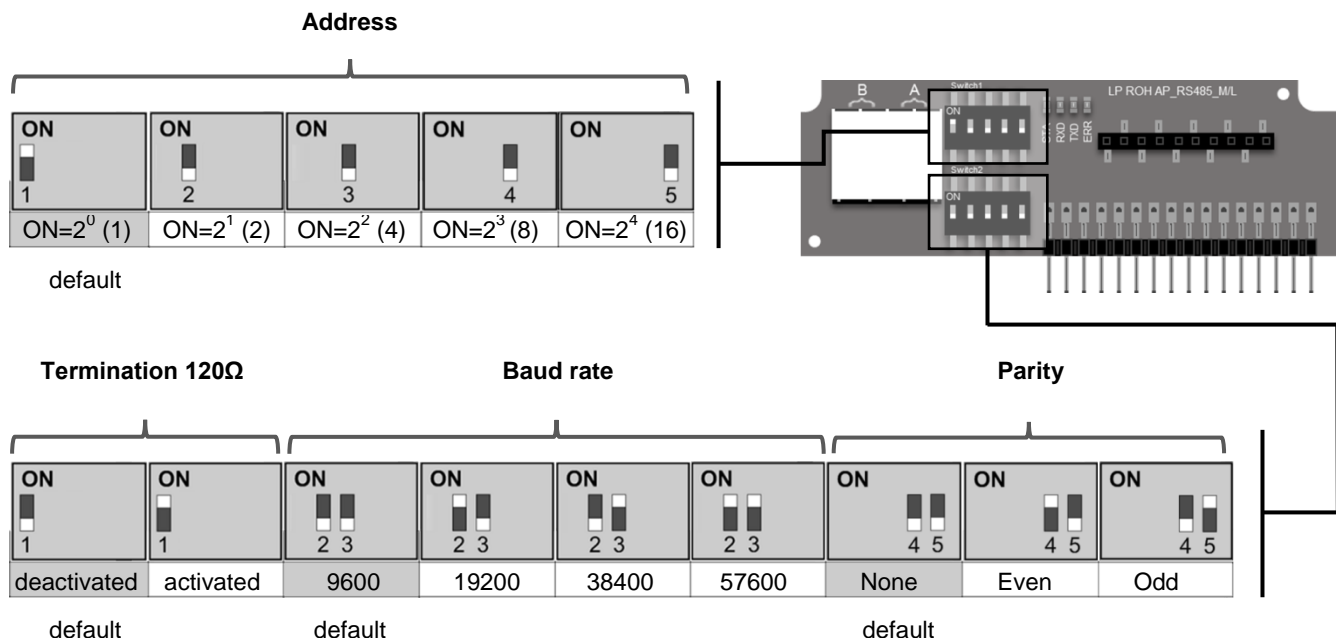 Address
ON ON ON ON ON
1 2 3 4 5
ON=2⁰ (1) ON=2¹ (2) ON=2² (4) ON=2³ (8) ON=2⁴ (16)
default
B A
Switch1
ON
STA RXD TXD ERR
LP ROH AP_RS485_M/L
Switch2
ON
Termination 120Ω Baud rate Parity
ON ON ON ON ON ON ON ON ON
1 1 2 3 2 3 2 3 2 3 4 5 4 5 4 5
deactivated activated 9600 19200 38400 57600 None Even Odd
default default default